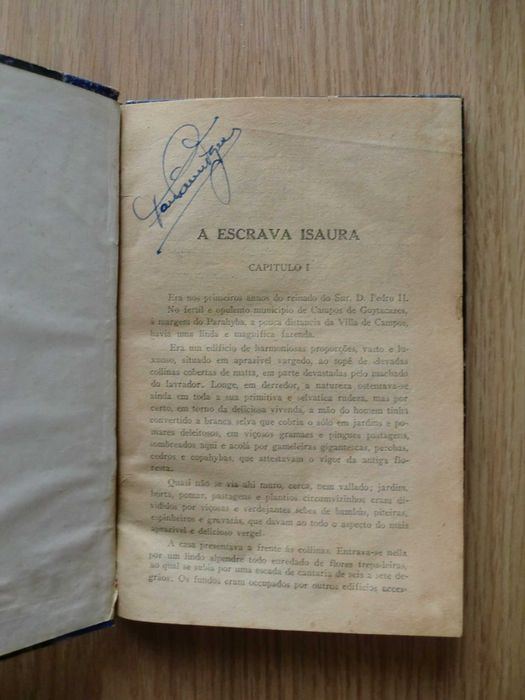 A ESCRAVA ISAURA
CAPITULO I
Era nos primeiros annos do reinado do Snr. D. Pedro II.
No fertil e opulento municipio de Campos de Goytacazes,
à margem do Parahyba, a pouca distancia da Villa de Campos,
havia uma linda e magnifica fazenda.
Era um edificio de harmoniosas proporcções, vasto e lu-
xuoso, situado em aprazivel vargedo, ao sopé de elevadas
collinas cobertas de matta, em parte devastadas pelo machado
do lavrador. Longe, em derredor, a natureza ostentava-se
ainda em toda a sua primitiva e selvatica rudeza, mas por
certo, em torno da deliciosa vivenda, a mão do homem tinha
convertido a branca selva que cobria o sólo em jardins e po-
mares deleitosos, em viçosos gramaes e pingues pastagens,
sombreados aqui e acolá por gameleiras gigantescas, perobas,
cedros e copahybas, que attestavam o vigor da antiga flo-
resta.
Quasi não se via ahi muro, cerca, nem vallado; jardins,
horta, pomar, pastagens e plantios circumvizinhos eram di-
vididos por viçosas e verdejantes sebes de bambús, piteiras,
espinheiros e gravatás, que davam ao todo o aspecto do mais
aprazivel e delicioso vergel.
A casa presentava a frente ás collinas. Entrava-se nella
por um lindo alpendre todo enredado de flores trepadeiras,
ao qual se subia por uma escada de cantaria de seis a sete de-
gráos. Os fundos eram occupados por outros edificios acces-